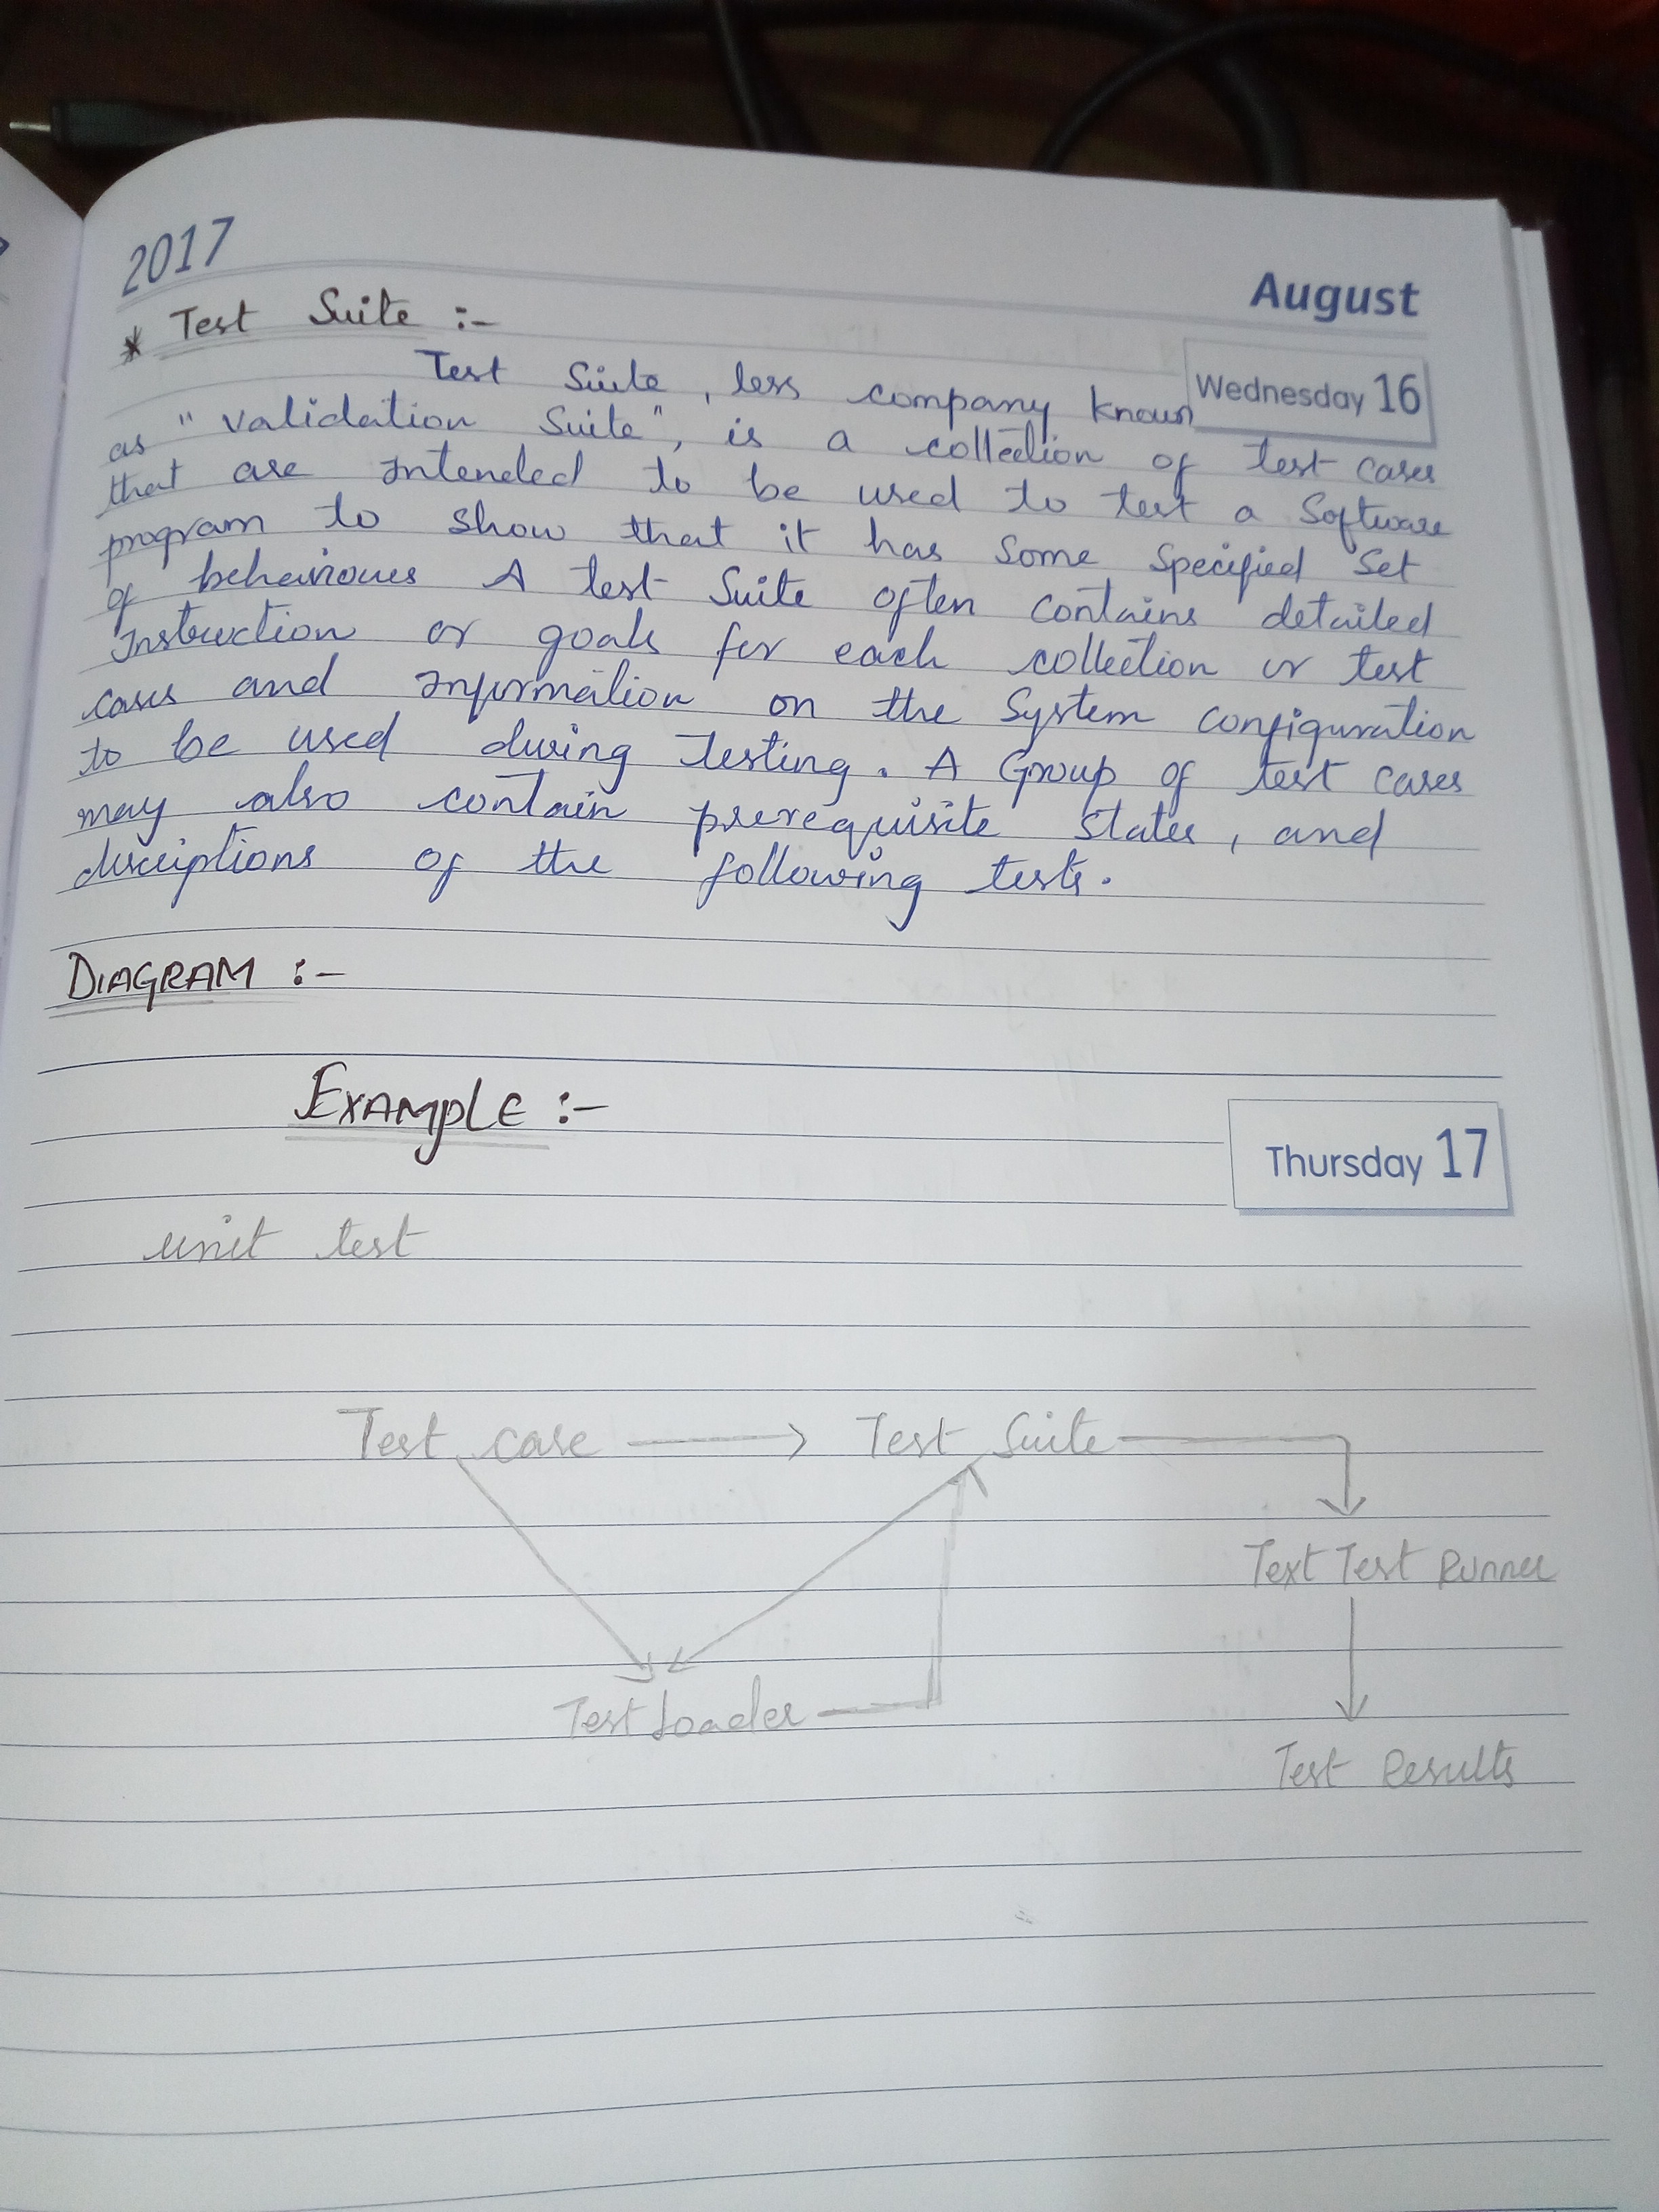 2017
August
* Test Suite :-
Wednesday 16
Test Suite, less company known
as "validation Suite", is a collection of test cases
that are intended to be used to test a Software
program to show that it has some specified set
of behaviours A test Suite often contains detailed
Instruction or goals for each collection or test
cases and Information on the System configuration
to be used during testing. A Group of test cases
may also contain prerequisite states, and
discriptions of the following tests.
DIAGRAM :-
EXAMPLE :-
Thursday 17
unit test
Test case → Test Suite
Text Test Runner
Test Loader
Test Results